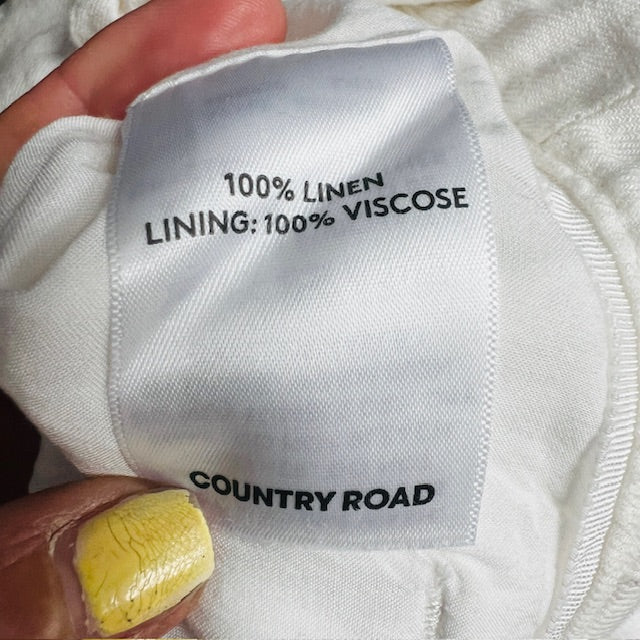 100% LINEN
LINING: 100% VISCOSE
COUNTRY ROAD